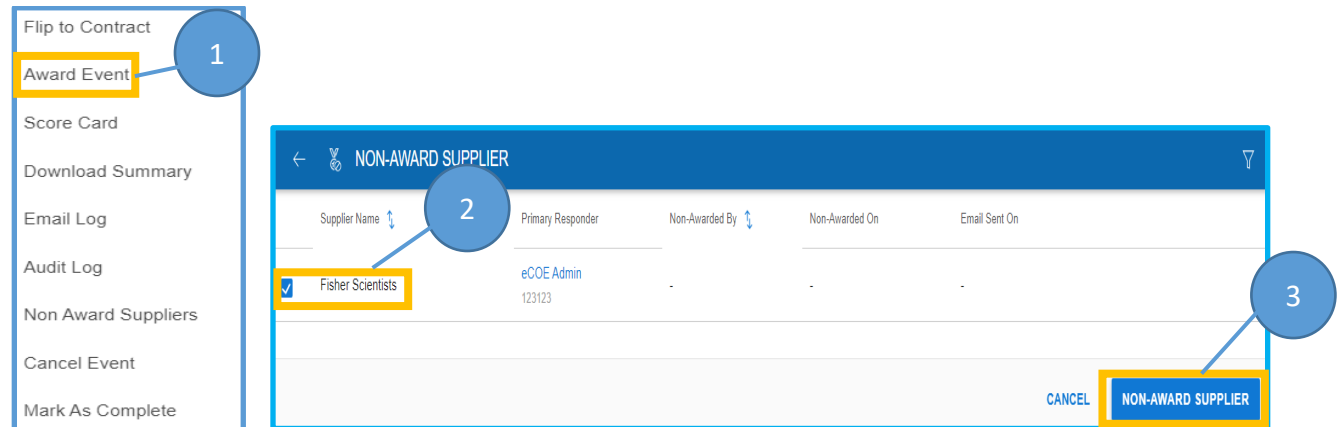 Flip to Contract
Award Event
1
Score Card
Download Summary
Email Log
Audit Log
Non Award Suppliers
Cancel Event
Mark As Complete
NON-AWARD SUPPLIER
Supplier Name
2
Primary Responder
Non-Awarded By
Non-Awarded On
Email Sent On
Fisher Scientists
eCOE Admin
123123
-
-
-
3
CANCEL
NON-AWARD SUPPLIER